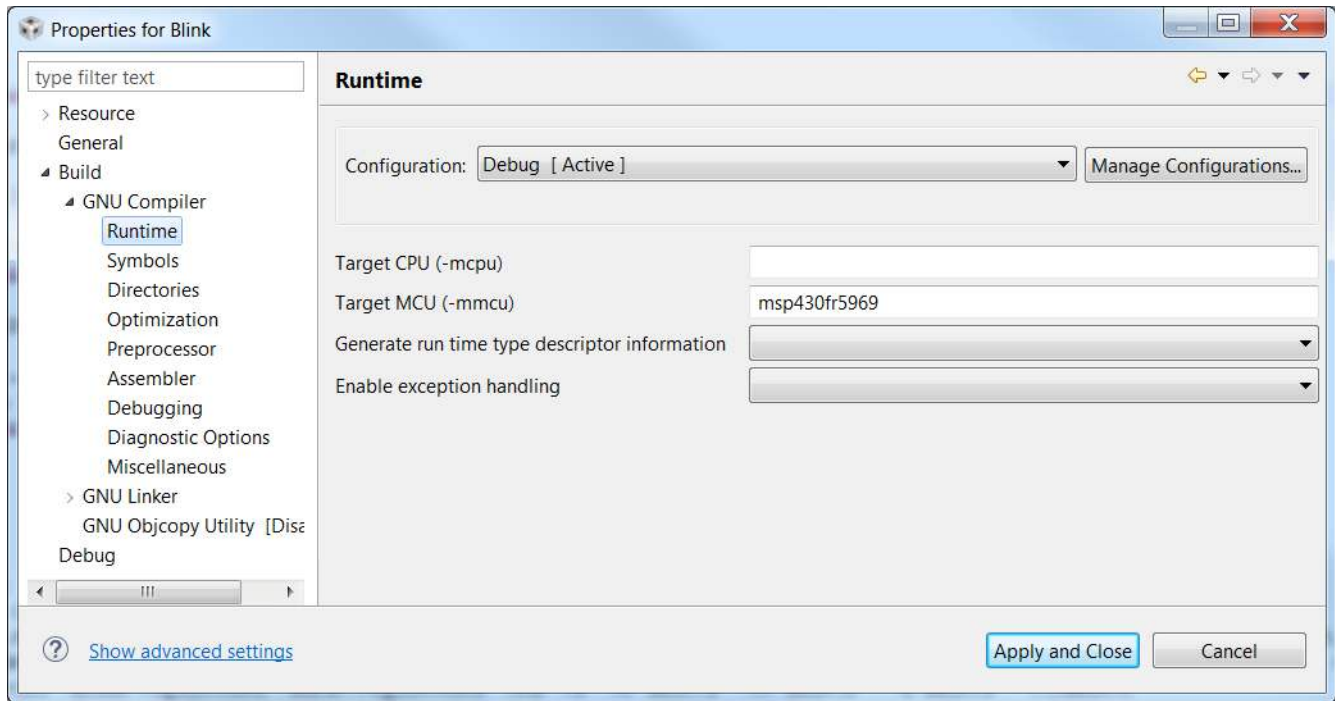 Properties for Blink
type filter text
Resource
General
Build
GNU Compiler
Runtime
Symbols
Directories
Optimization
Preprocessor
Assembler
Debugging
Diagnostic Options
Miscellaneous
GNU Linker
GNU Objcopy Utility [Disa
Debug
Runtime
Configuration: Debug [ Active ] Manage Configurations...
Target CPU (-mcpu)
Target MCU (-mmcu) msp430fr5969
Generate run time type descriptor information
Enable exception handling
? Show advanced settings
Apply and Close Cancel